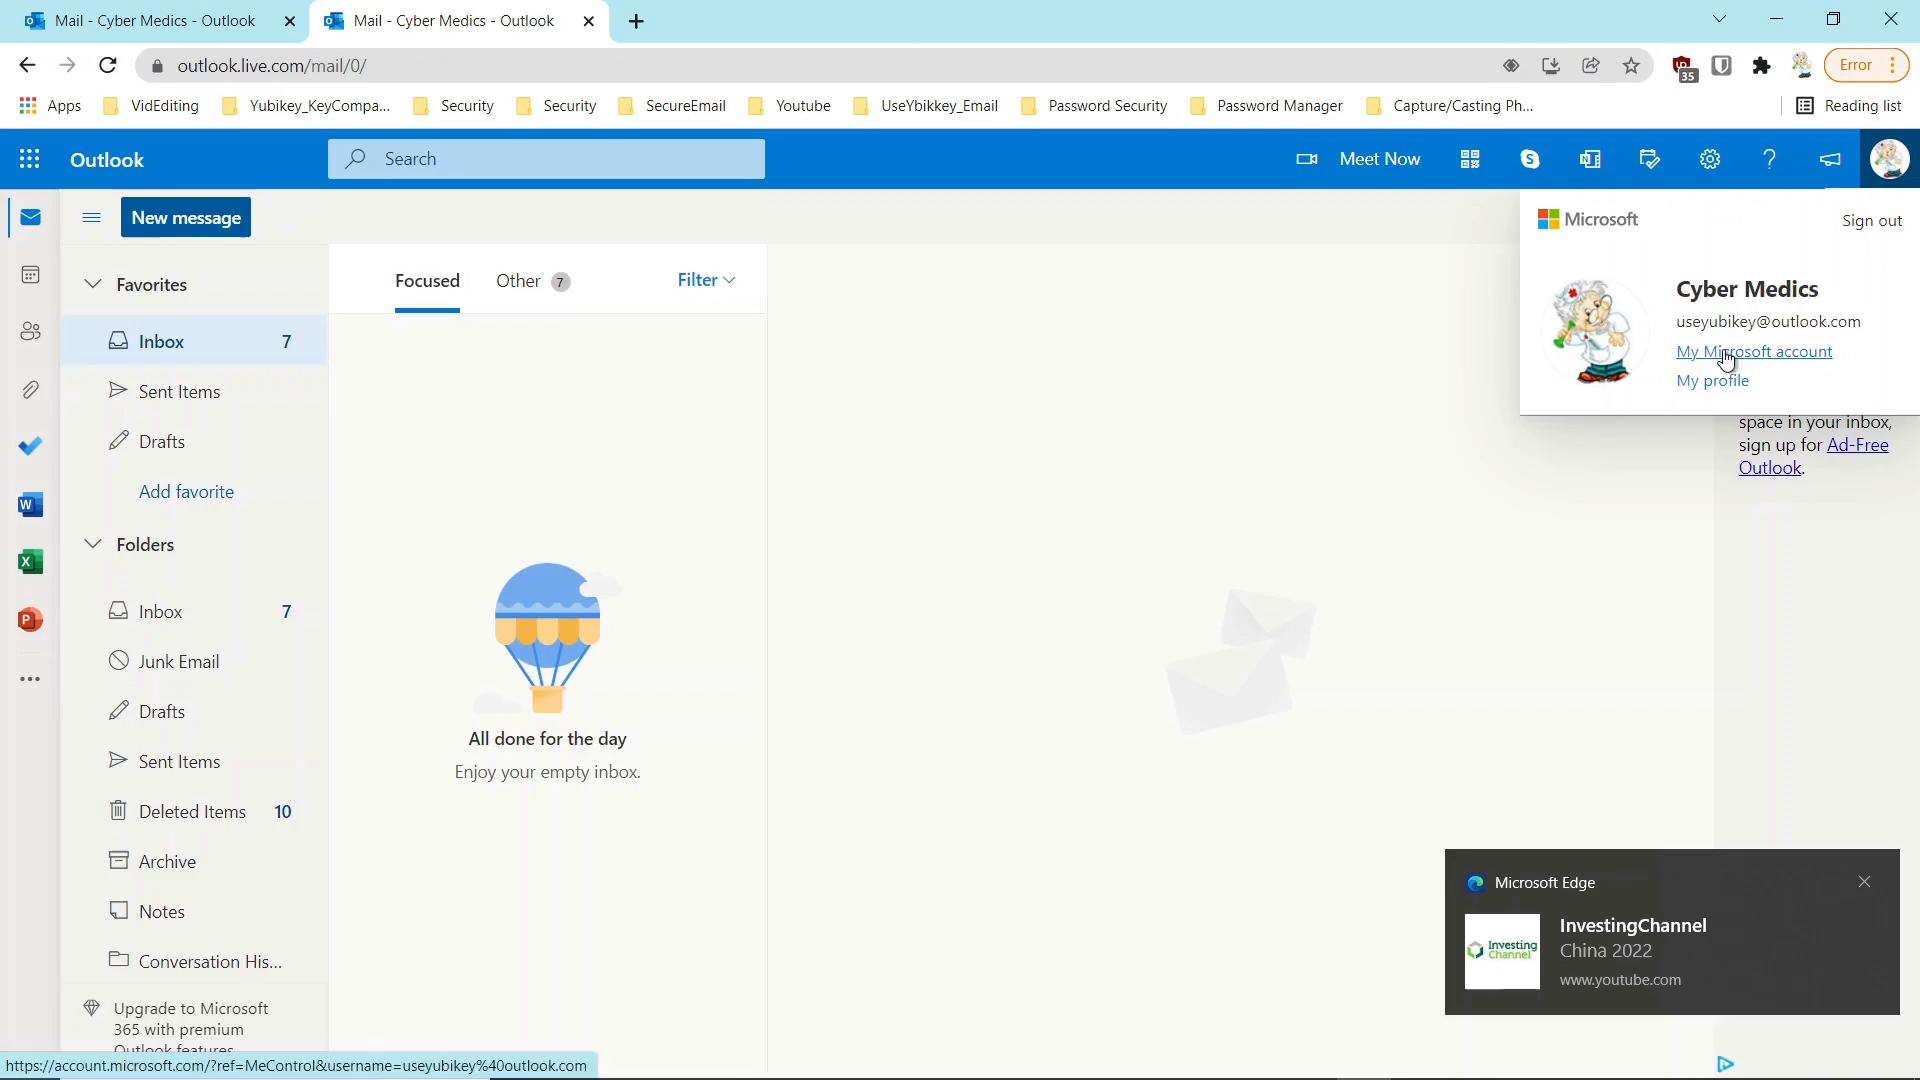 Mail - Cyber Medics - Outlook
Mail - Cyber Medics - Outlook
outlook.live.com/mail/0/
35
Error
Apps
VidEditing
Yubikey_KeyCompa...
Security
Security
SecureEmail
Youtube
UseYbikkey_Email
Password Security
Password Manager
Capture/Casting Ph...
Reading list
Outlook
Search
Meet Now
New message
Microsoft
Sign out
Cyber Medics
useyubikey@outlook.com
My Microsoft account
My profile
space in your inbox,
sign up for Ad-Free
Outlook.
Favorites
Inbox 7
Sent Items
Drafts
Add favorite
Folders
Inbox 7
Junk Email
Drafts
Sent Items
Deleted Items 10
Archive
Notes
Conversation His...
Upgrade to Microsoft
365 with premium
Outlook features
Focused
Other 7
Filter
All done for the day
Enjoy your empty inbox.
Microsoft Edge
Investing
Channel
InvestingChannel
China 2022
www.youtube.com
https://account.microsoft.com/?ref=MeControl&username=useyubikey%40outlook.com